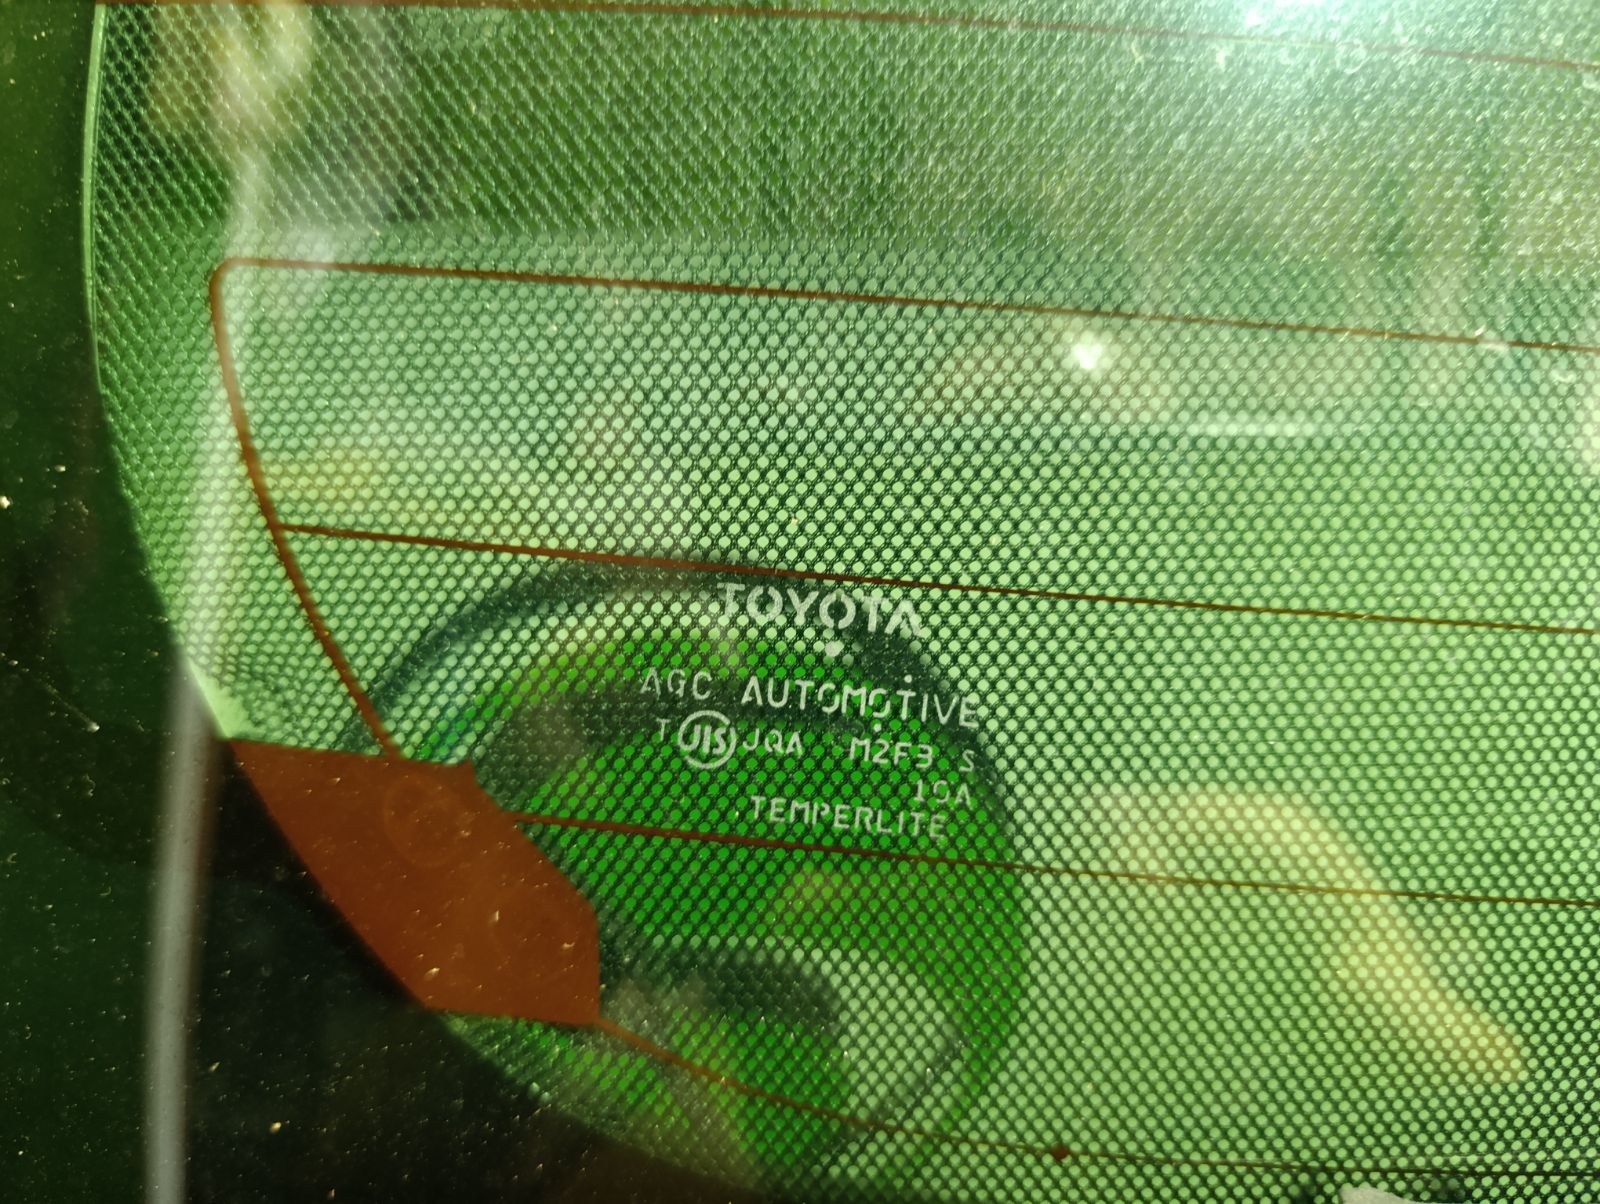 TOYOTA
AGC AUTOMOTIVE
T JIS JQA M2F3 S
10A
TEMPERLITE